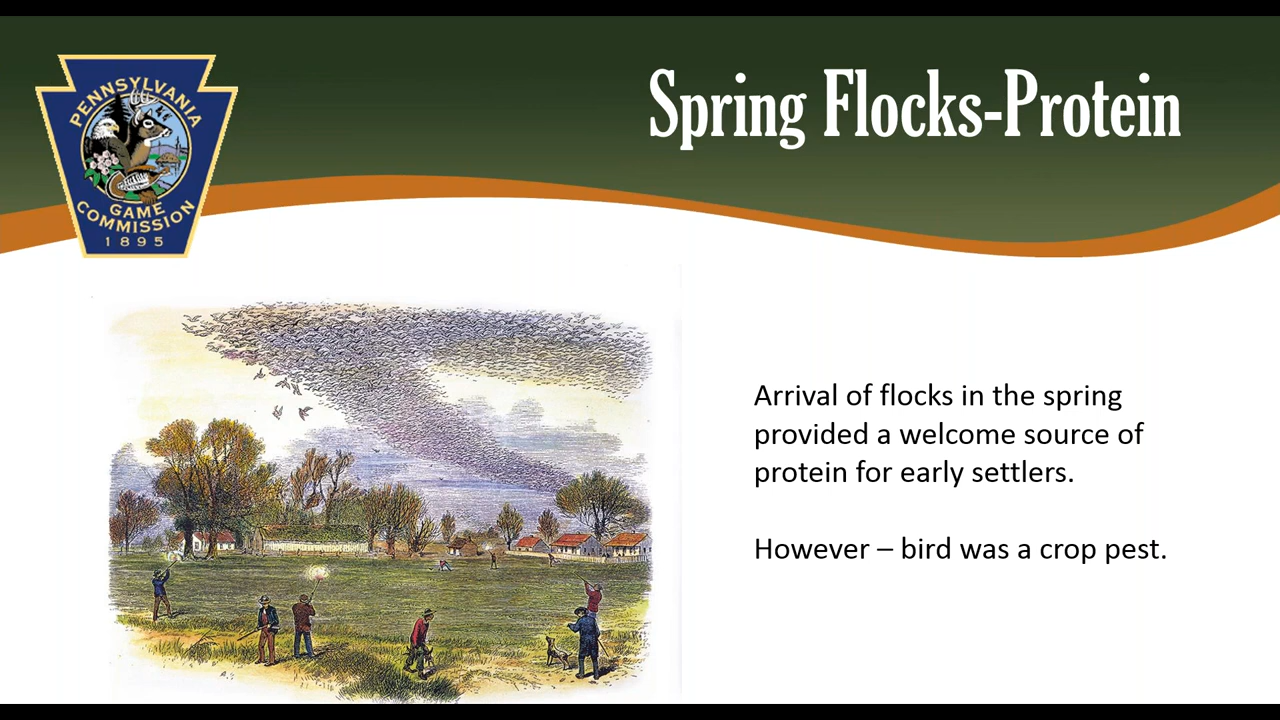 Spring Flocks-Protein
PENNSYLVANIA
GAME
COMMISSION
1895
Arrival of flocks in the spring
provided a welcome source of
protein for early settlers.
However – bird was a crop pest.